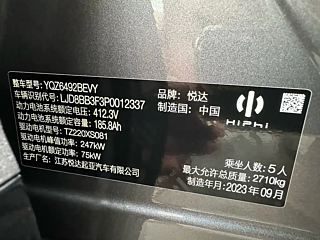 整车型号: YQZ6492BEVY
品牌: 悦达
车辆识别代号: LJD8BB3F3P0012337
制造国: 中国
动力电池系统额定电压: 412.3V
动力电池系统额定容量: 185.8Ah
驱动电机型号: TZ220XS081
HiPhi
驱动电机峰值功率: 247kW
乘坐人数: 5人
驱动电机额定功率: 75kW
最大允许总质量: 2710kg
生产厂名: 江苏悦达起亚汽车有限公司
制造年月: 2023年09月